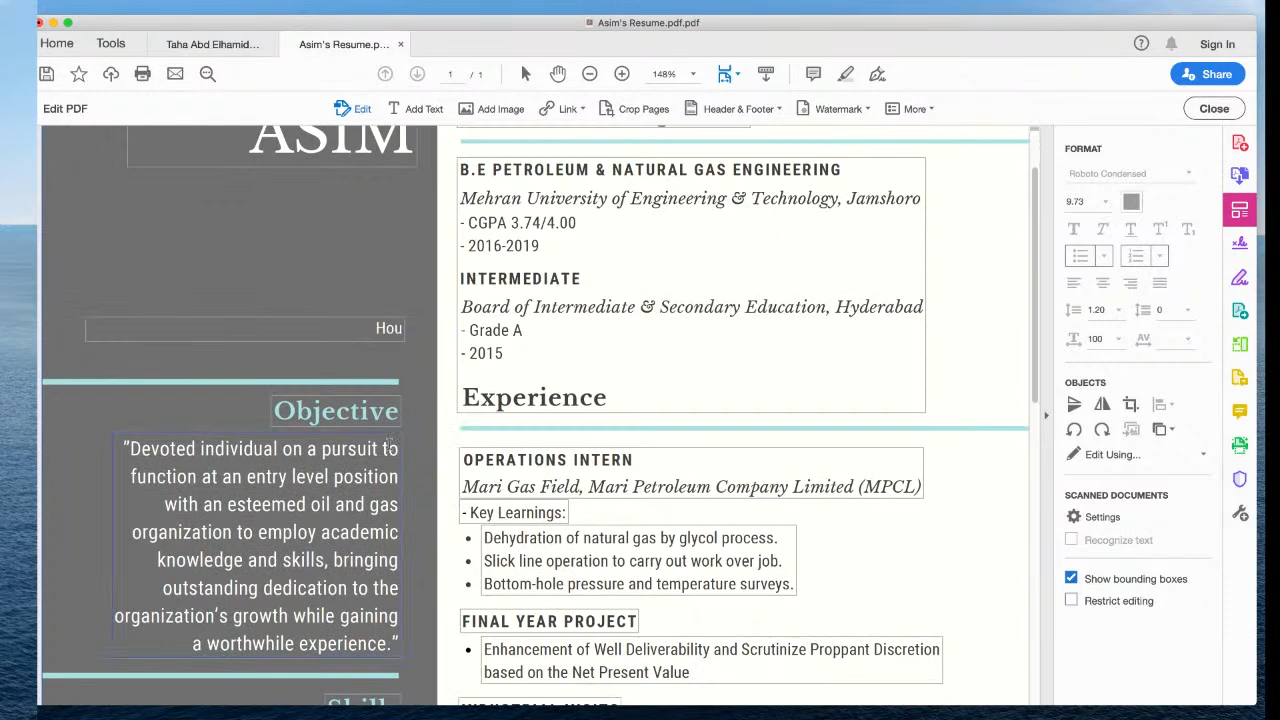 Asim's Resume.pdf.pdf
Home
Tools
Taha Abd Elhamid...
Asim's Resume.p...
×
?
Sign In
1 / 1
148%
Share
Edit PDF
Edit
Add Text
Add Image
Link
Crop Pages
Header & Footer
Watermark
More
Close
ASIM
Hou
Objective
"Devoted individual on a pursuit to
function at an entry level position
with an esteemed oil and gas
organization to employ academic
knowledge and skills, bringing
outstanding dedication to the
organization's growth while gaining
a worthwhile experience."
B.E PETROLEUM & NATURAL GAS ENGINEERING
Mehran University of Engineering & Technology, Jamshoro
- CGPA 3.74/4.00
- 2016-2019
INTERMEDIATE
Board of Intermediate & Secondary Education, Hyderabad
- Grade A
- 2015
Experience
OPERATIONS INTERN
Mari Gas Field, Mari Petroleum Company Limited (MPCL)
- Key Learnings:
• Dehydration of natural gas by glycol process.
• Slick line operation to carry out work over job.
• Bottom-hole pressure and temperature surveys.
FINAL YEAR PROJECT
• Enhancement of Well Deliverability and Scrutinize Proppant Discretion
based on the Net Present Value
FORMAT
Roboto Condensed
9.73
T T T T¹ T₁
1.20
0
100
AV
OBJECTS
Edit Using...
SCANNED DOCUMENTS
Settings
Recognize text
Show bounding boxes
Restrict editing